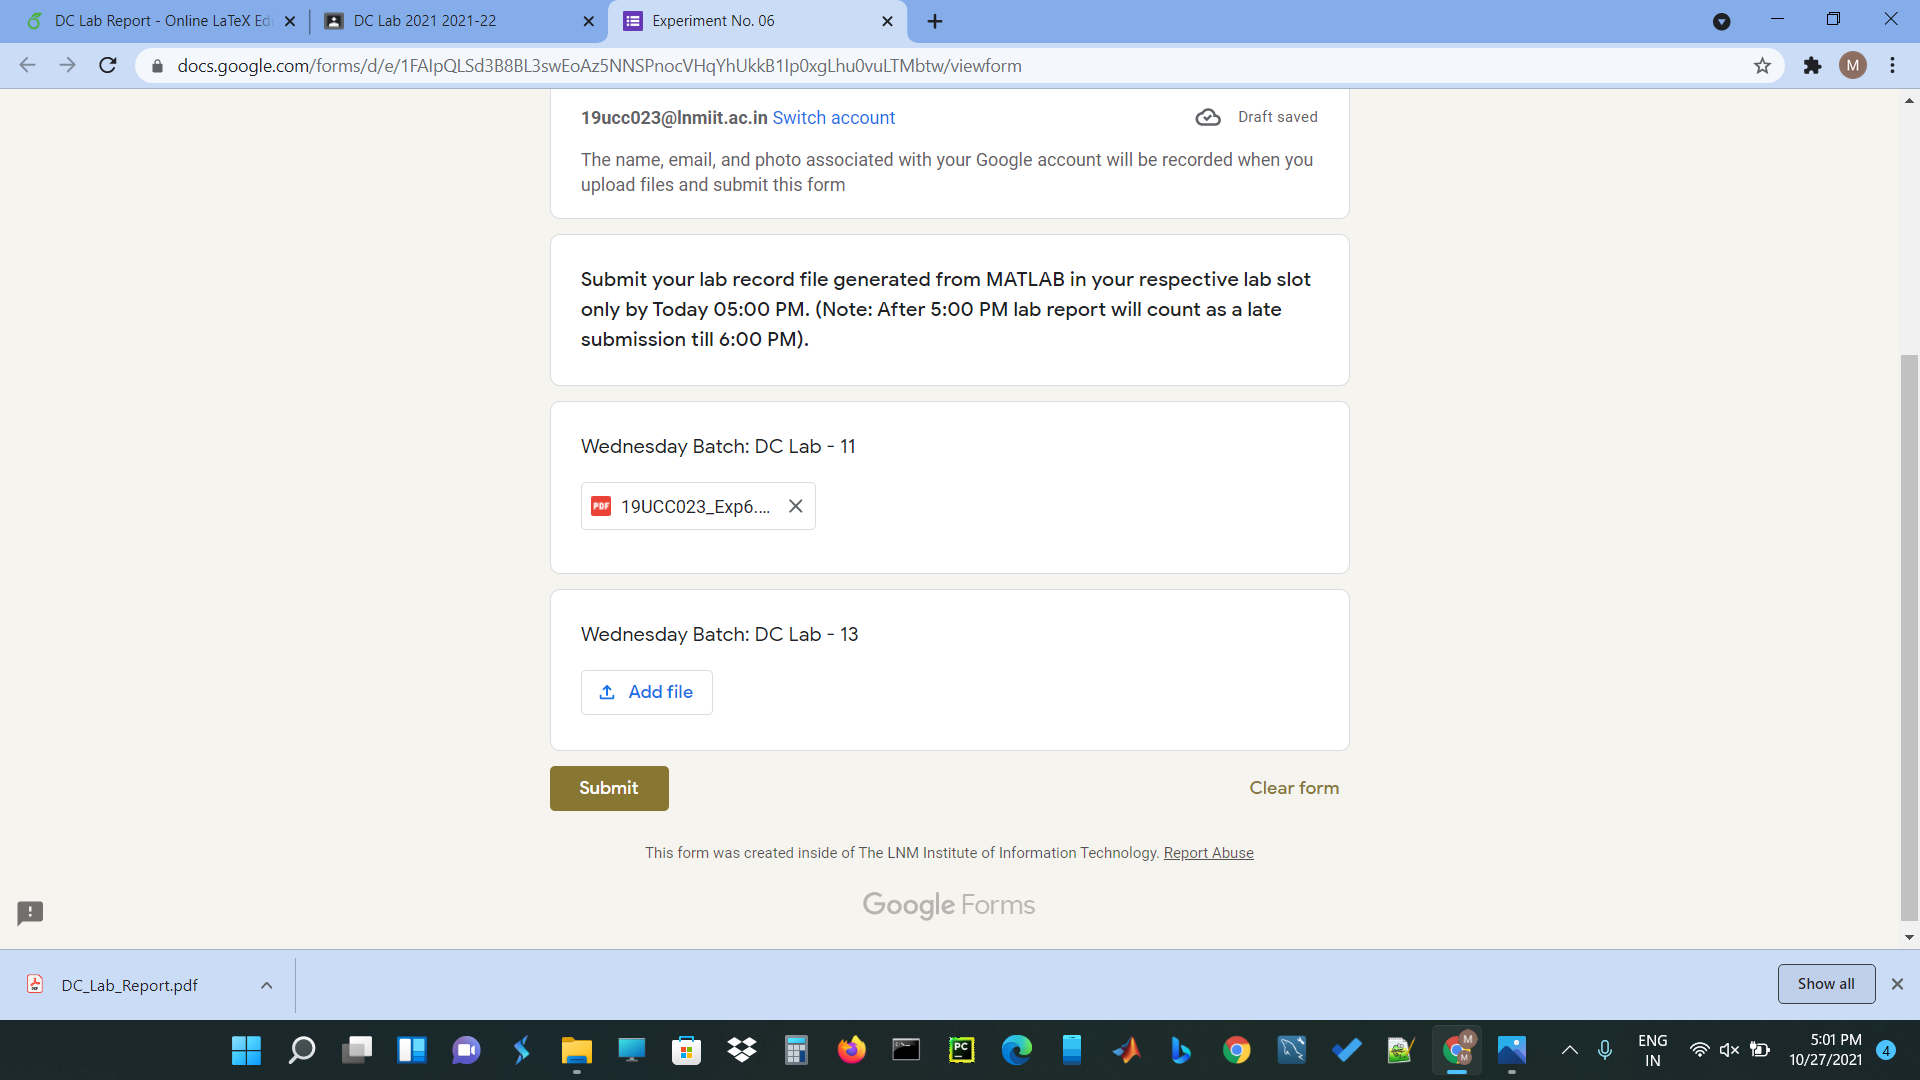 DC Lab Report - Online LaTeX Edi
DC Lab 2021 2021-22
Experiment No. 06
docs.google.com/forms/d/e/1FAIpQLSd3B8BL3swEoAz5NNSPnocVHqYhUkkB1Ip0xgLhu0vuLTMbtw/viewform
M
19ucc023@lnmiit.ac.in Switch account
Draft saved
The name, email, and photo associated with your Google account will be recorded when you
upload files and submit this form
Submit your lab record file generated from MATLAB in your respective lab slot
only by Today 05:00 PM. (Note: After 5:00 PM lab report will count as a late
submission till 6:00 PM).
Wednesday Batch: DC Lab - 11
PDF 19UCC023_Exp6....
Wednesday Batch: DC Lab - 13
Add file
Submit
Clear form
This form was created inside of The LNM Institute of Information Technology. Report Abuse
Google Forms
DC_Lab_Report.pdf
Show all
PC
M
M
ENG
IN
5:01 PM
10/27/2021
4